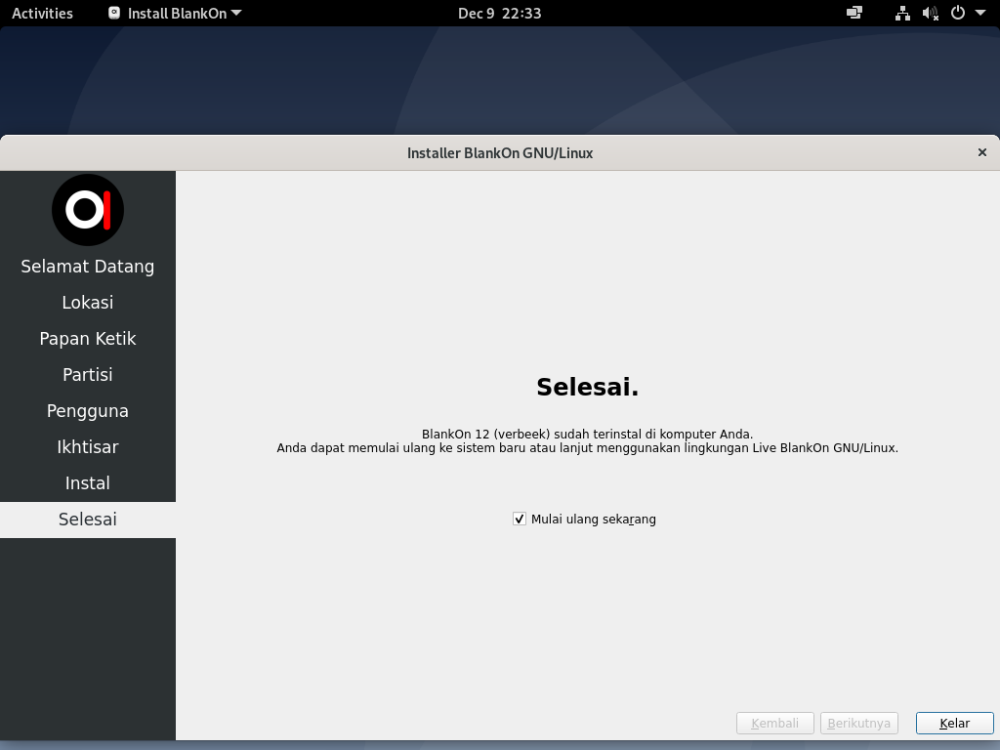 Activities Install BlankOn Dec 9 22:33
Installer BlankOn GNU/Linux
Selamat Datang
Lokasi
Papan Ketik
Partisi
Pengguna
Ikhtisar
Instal
Selesai
Selesai.
BlankOn 12 (verbeek) sudah terinstal di komputer Anda.
Anda dapat memulai ulang ke sistem baru atau lanjut menggunakan lingkungan Live BlankOn GNU/Linux.
Mulai ulang sekarang
Kembali Berikutnya Kelar